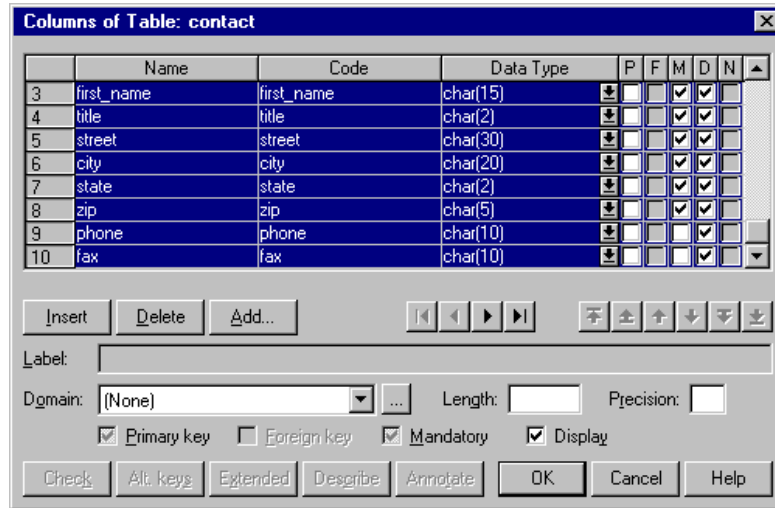 Columns of Table: contact
Name Code Data Type P F M D N
3 first_name first_name char(15)
4 title title char(2)
5 street street char(30)
6 city city char(20)
7 state state char(2)
8 zip zip char(5)
9 phone phone char(10)
10 fax fax char(10)
Insert Delete Add...
Label:
Domain: (None) ... Length: Precision:
Primary key Foreign key Mandatory Display
Check Alt. keys Extended Describe Annotate OK Cancel Help